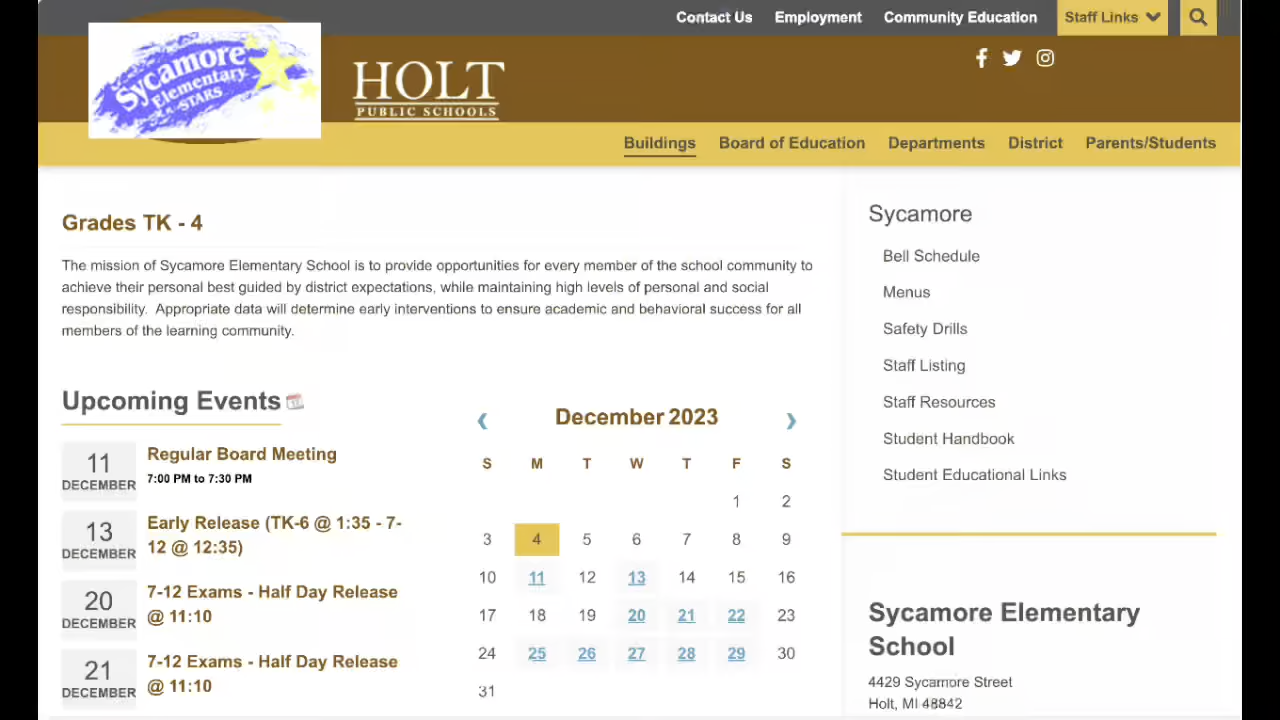 Contact Us Employment Community Education Staff Links
Sycamore
Elementary
STARS
HOLT
PUBLIC SCHOOLS
Buildings Board of Education Departments District Parents/Students
Grades TK - 4
The mission of Sycamore Elementary School is to provide opportunities for every member of the school community to
achieve their personal best guided by district expectations, while maintaining high levels of personal and social
responsibility. Appropriate data will determine early interventions to ensure academic and behavioral success for all
members of the learning community.
Upcoming Events
11
DECEMBER
Regular Board Meeting
7:00 PM to 7:30 PM
13
DECEMBER
Early Release (TK-6 @ 1:35 - 7-
12 @ 12:35)
20
DECEMBER
7-12 Exams - Half Day Release
@ 11:10
21
DECEMBER
7-12 Exams - Half Day Release
@ 11:10
December 2023
S M T W T F S
1 2
3 4 5 6 7 8 9
10 11 12 13 14 15 16
17 18 19 20 21 22 23
24 25 26 27 28 29 30
31
Sycamore
Bell Schedule
Menus
Safety Drills
Staff Listing
Staff Resources
Student Handbook
Student Educational Links
Sycamore Elementary
School
4429 Sycamore Street
Holt, MI 48842